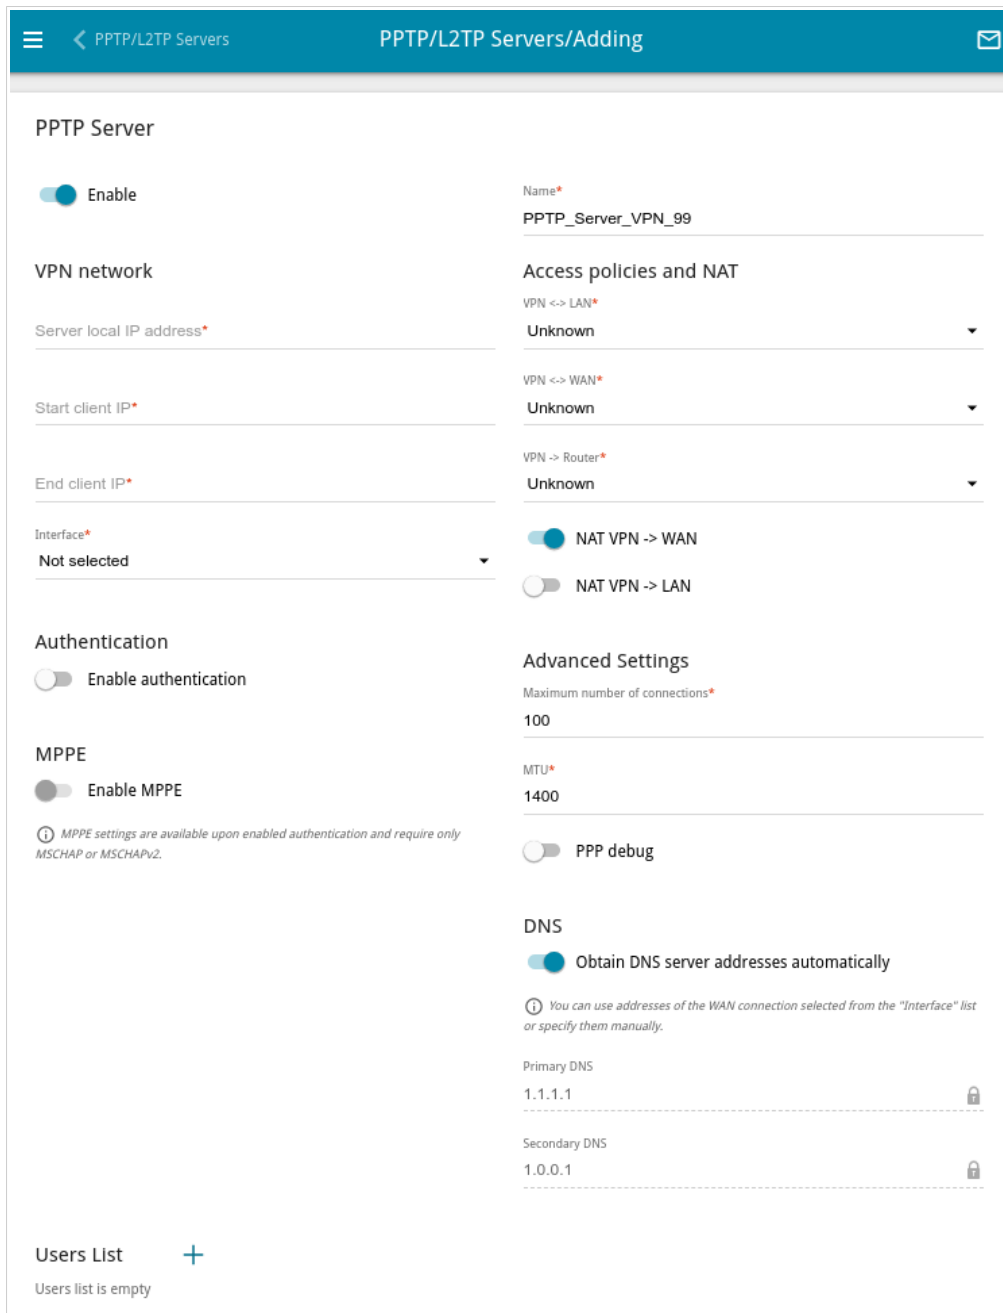 PPTP/L2TP Servers
PPTP/L2TP Servers/Adding
PPTP Server
Enable
Name*
PPTP_Server_VPN_99
VPN network
Server local IP address*
Start client IP*
End client IP*
Interface*
Not selected
Access policies and NAT
VPN <-> LAN*
Unknown
VPN <-> WAN*
Unknown
VPN -> Router*
Unknown
NAT VPN -> WAN
NAT VPN -> LAN
Authentication
Enable authentication
MPPE
Enable MPPE
MPPE settings are available upon enabled authentication and require only
MSCHAP or MSCHAPv2.
Advanced Settings
Maximum number of connections*
100
MTU*
1400
PPP debug
DNS
Obtain DNS server addresses automatically
You can use addresses of the WAN connection selected from the "Interface" list
or specify them manually.
Primary DNS
1.1.1.1
Secondary DNS
1.0.0.1
Users List
Users list is empty